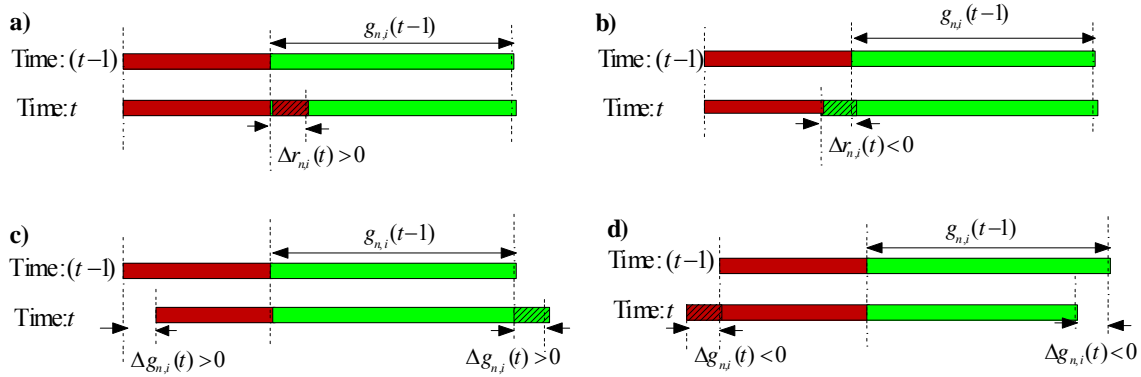 a)
g_{n,i}(t−1)
Time: (t−1)
Time: t
Δr_{n,i}(t) > 0
b)
g_{n,i}(t−1)
Time: (t−1)
Time: t
Δr_{n,i}(t) < 0
c)
g_{n,i}(t−1)
Time: (t−1)
Time: t
Δg_{n,i}(t) > 0 Δg_{n,i}(t) > 0
d)
g_{n,i}(t−1)
Time: (t−1)
Time: t
Δg_{n,i}(t) < 0 Δg_{n,i}(t) < 0